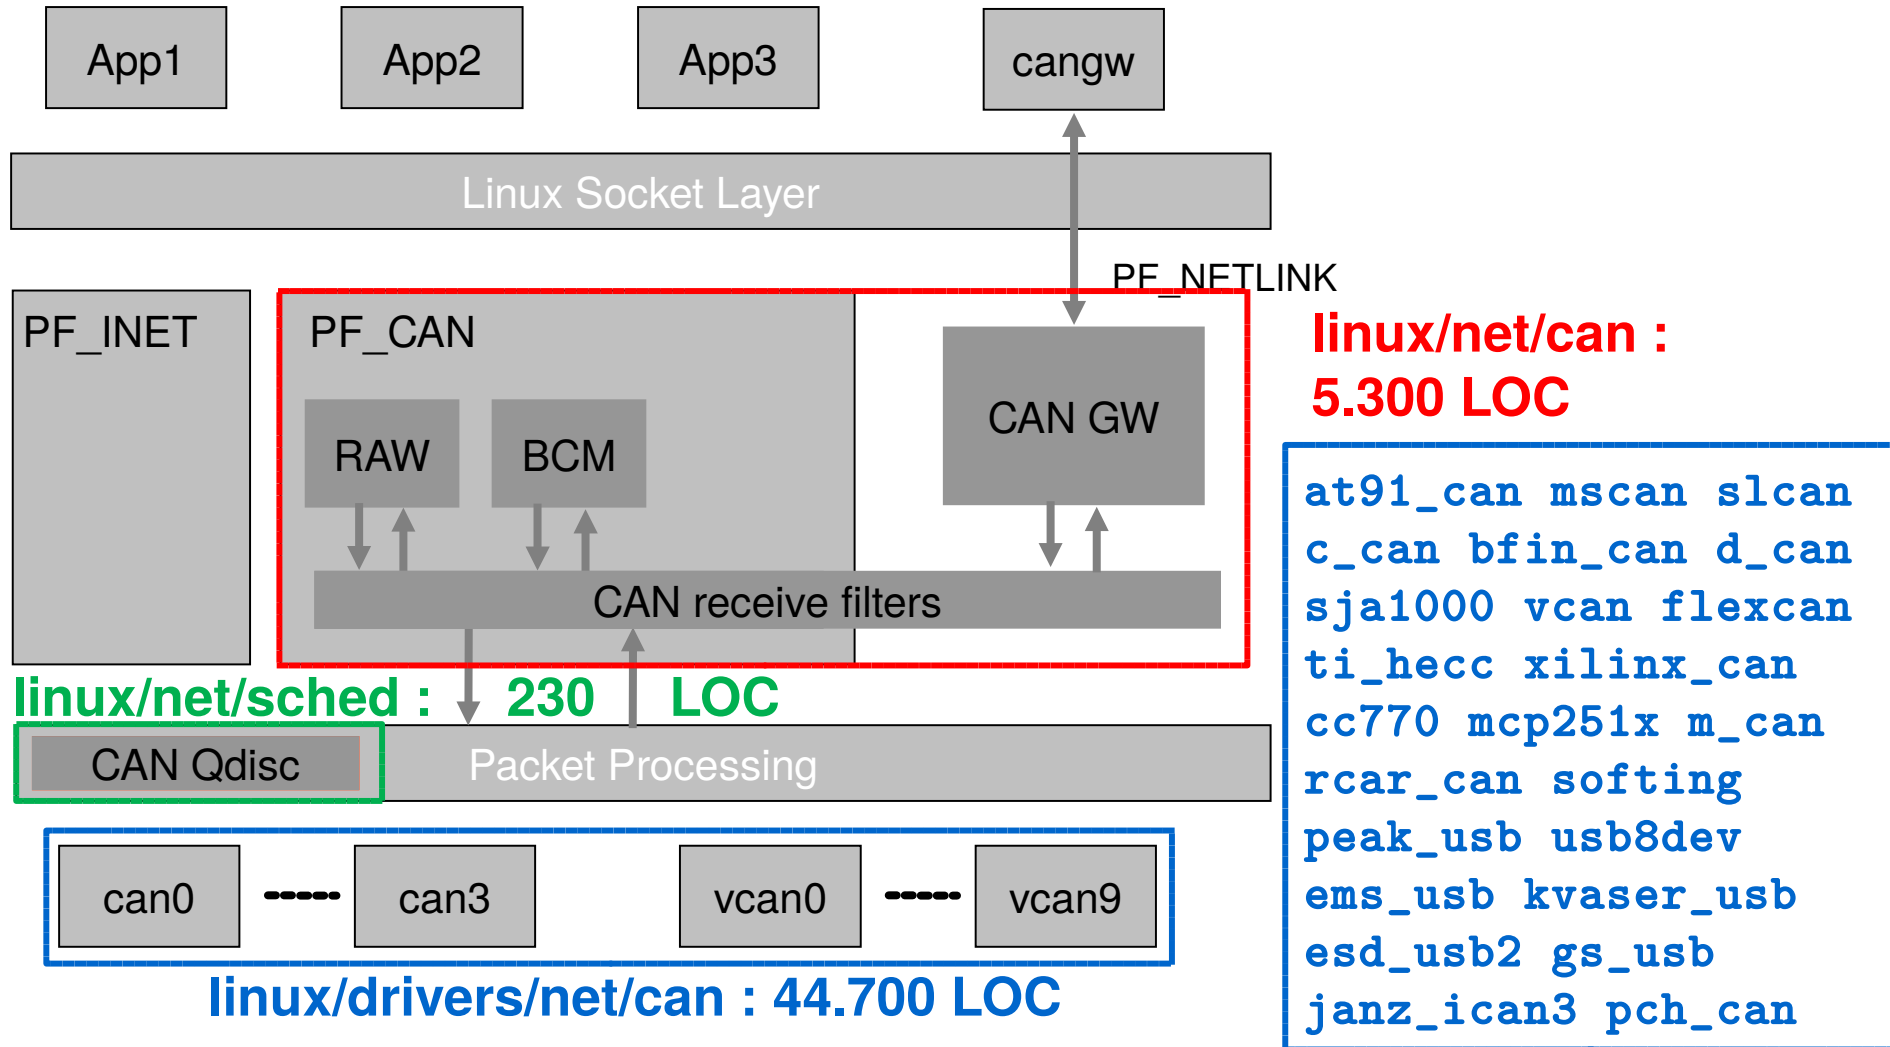 App1 App2 App3 cangw
Linux Socket Layer
PF_NETLINK
PF_INET PF_CAN
RAW BCM CAN GW
CAN receive filters
linux/net/can :
5.300 LOC
linux/net/sched : 230 LOC
CAN Qdisc Packet Processing
can0 can3 vcan0 vcan9
linux/drivers/net/can : 44.700 LOC
at91_can mscan slcan
c_can bfin_can d_can
sja1000 vcan flexcan
ti_hecc xilinx_can
cc770 mcp251x m_can
rcar_can softing
peak_usb usb8dev
ems_usb kvaser_usb
esd_usb2 gs_usb
janz_ican3 pch_can